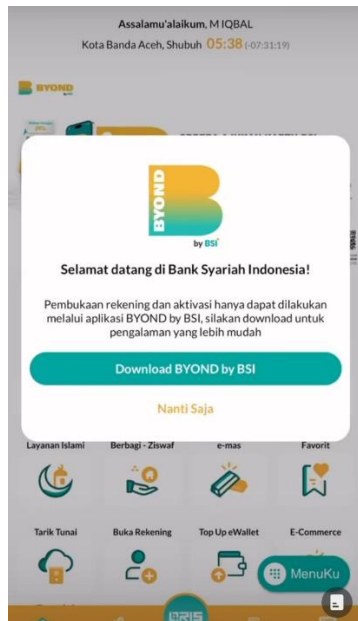 Assalamu'alaikum, M IQBAL
Kota Banda Aceh, Shubuh 05:38 (-07:31:19)
BYOND
BYOND
by BSI
Selamat datang di Bank Syariah Indonesia!
Pembukaan rekening dan aktivasi hanya dapat dilakukan
melalui aplikasi BYOND by BSI, silakan download untuk
pengalaman yang lebih mudah
Download BYOND by BSI
Nanti Saja
Layanan Islami Berbagi - Ziswaf e-mas Favorit
Tarik Tunai Buka Rekening Top Up eWallet E-Commerce
MenuKu